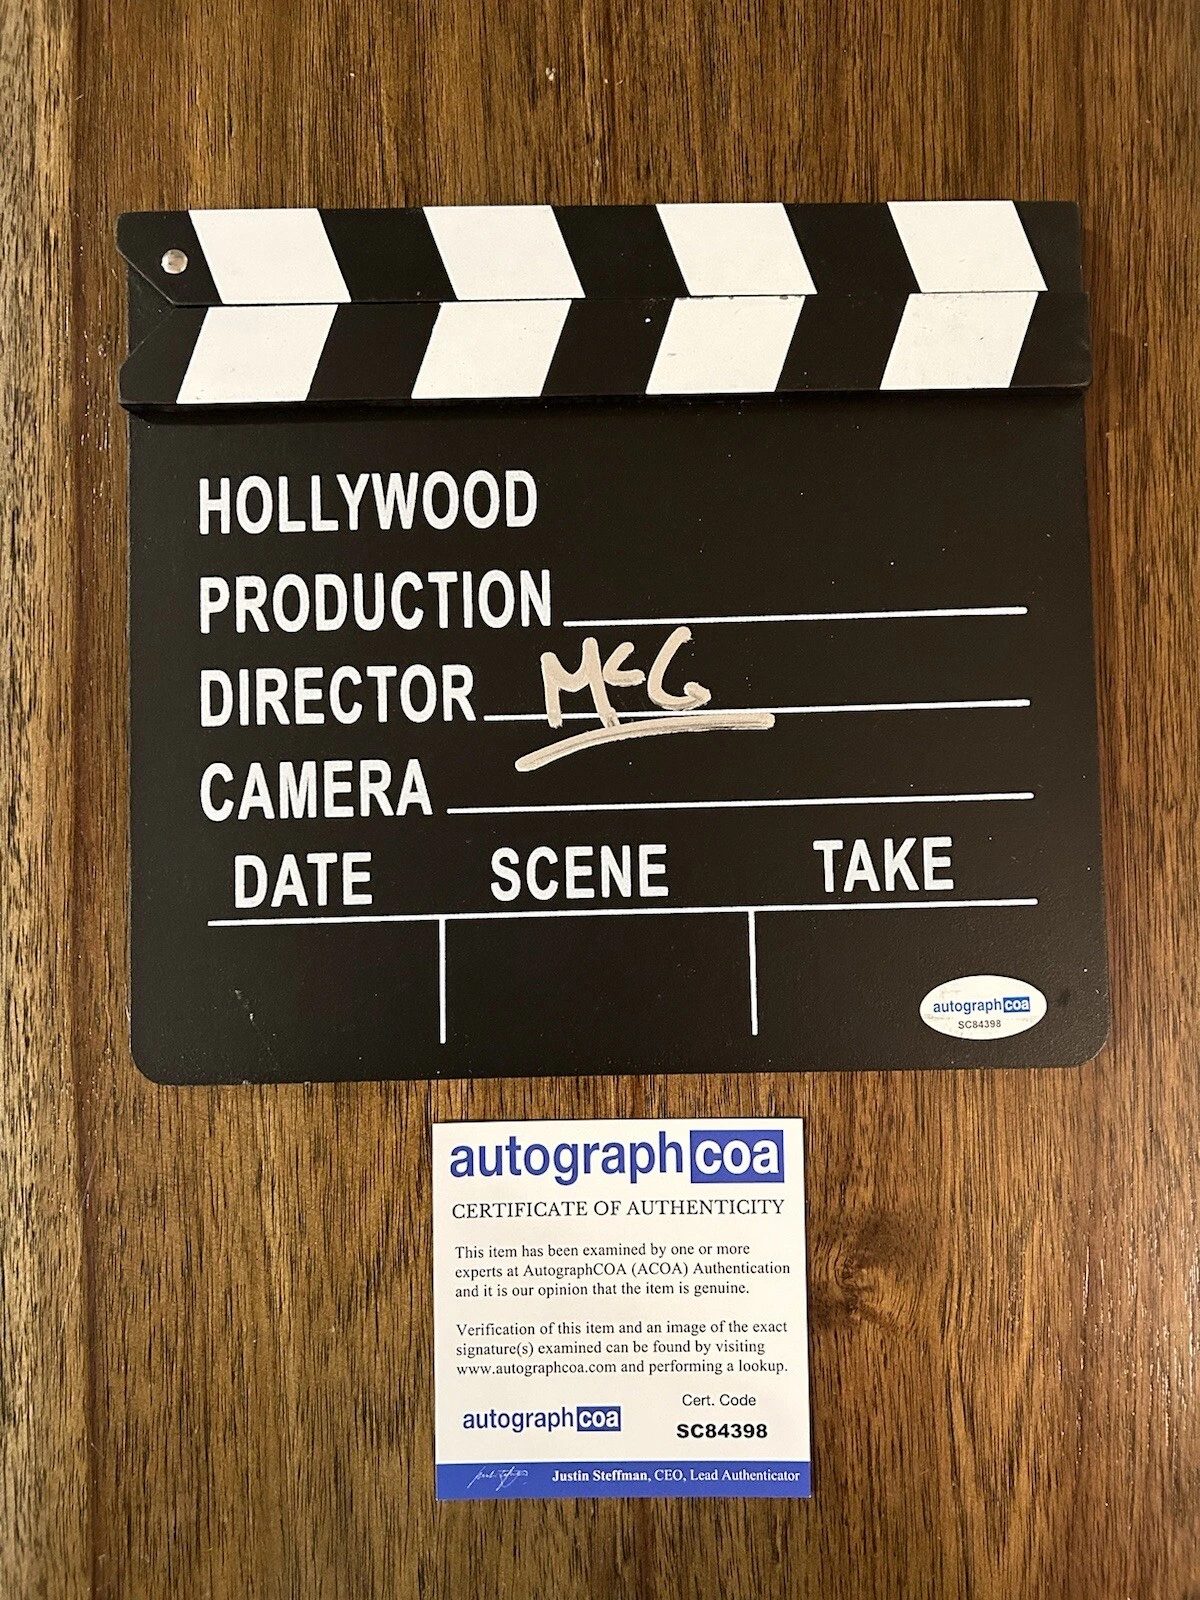 HOLLYWOOD
PRODUCTION
DIRECTOR McG
CAMERA
DATE SCENE TAKE
autographcoa
SC84398
autographcoa
CERTIFICATE OF AUTHENTICITY
This item has been examined by one or more
experts at AutographCOA (ACOA) Authentication
and it is our opinion that the item is genuine.
Verification of this item and an image of the exact
signature(s) examined can be found by visiting
www.autographcoa.com and performing a lookup.
Cert. Code
autographcoa
SC84398
Justin Steffman, CEO, Lead Authenticator